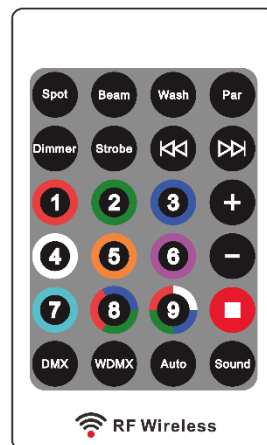 Spot Beam Wash Par
Dimmer Strobe
1 2 3 +
4 5 6 −
7 8 9
DMX WDMX Auto Sound
RF Wireless